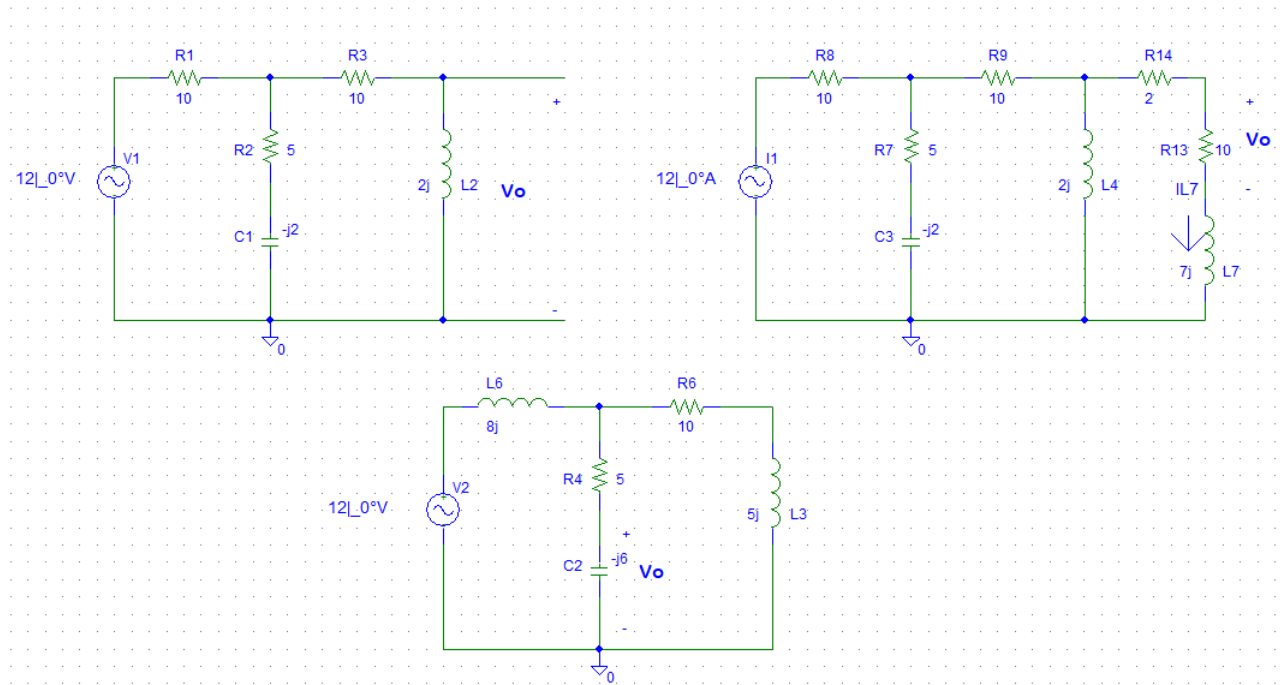 R1
R3
10
10
+
V1
12|_0°V
R2
5
2j
L2
Vo
C1
-j2
-
0
R8
R9
R14
10
10
2
+
I1
12|_0°A
R7
5
2j
L4
R13
10
Vo
-
IL7
C3
-j2
7j
L7
0
L6
R6
8j
10
V2
12|_0°V
R4
5
5j
L3
+
C2
-j6
Vo
-
0